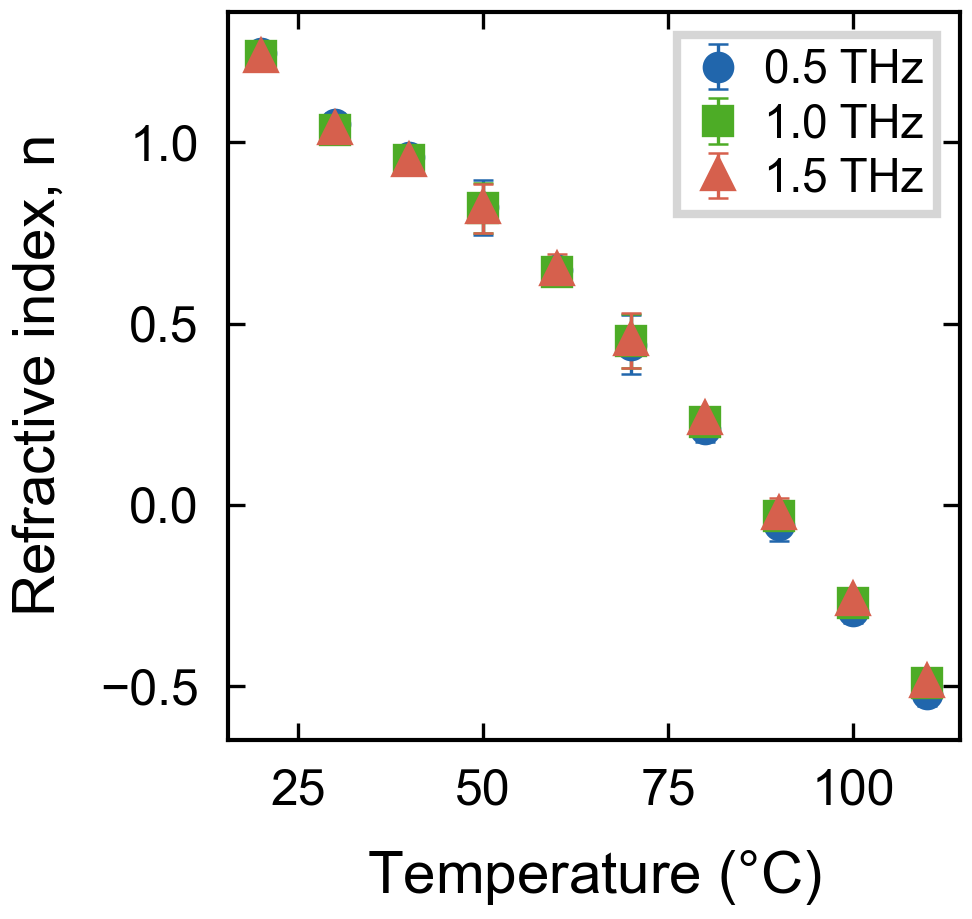 0.5 THz
1.0 THz
1.5 THz
Refractive index, n
1.0
0.5
0.0
−0.5
25 50 75 100
Temperature (°C)